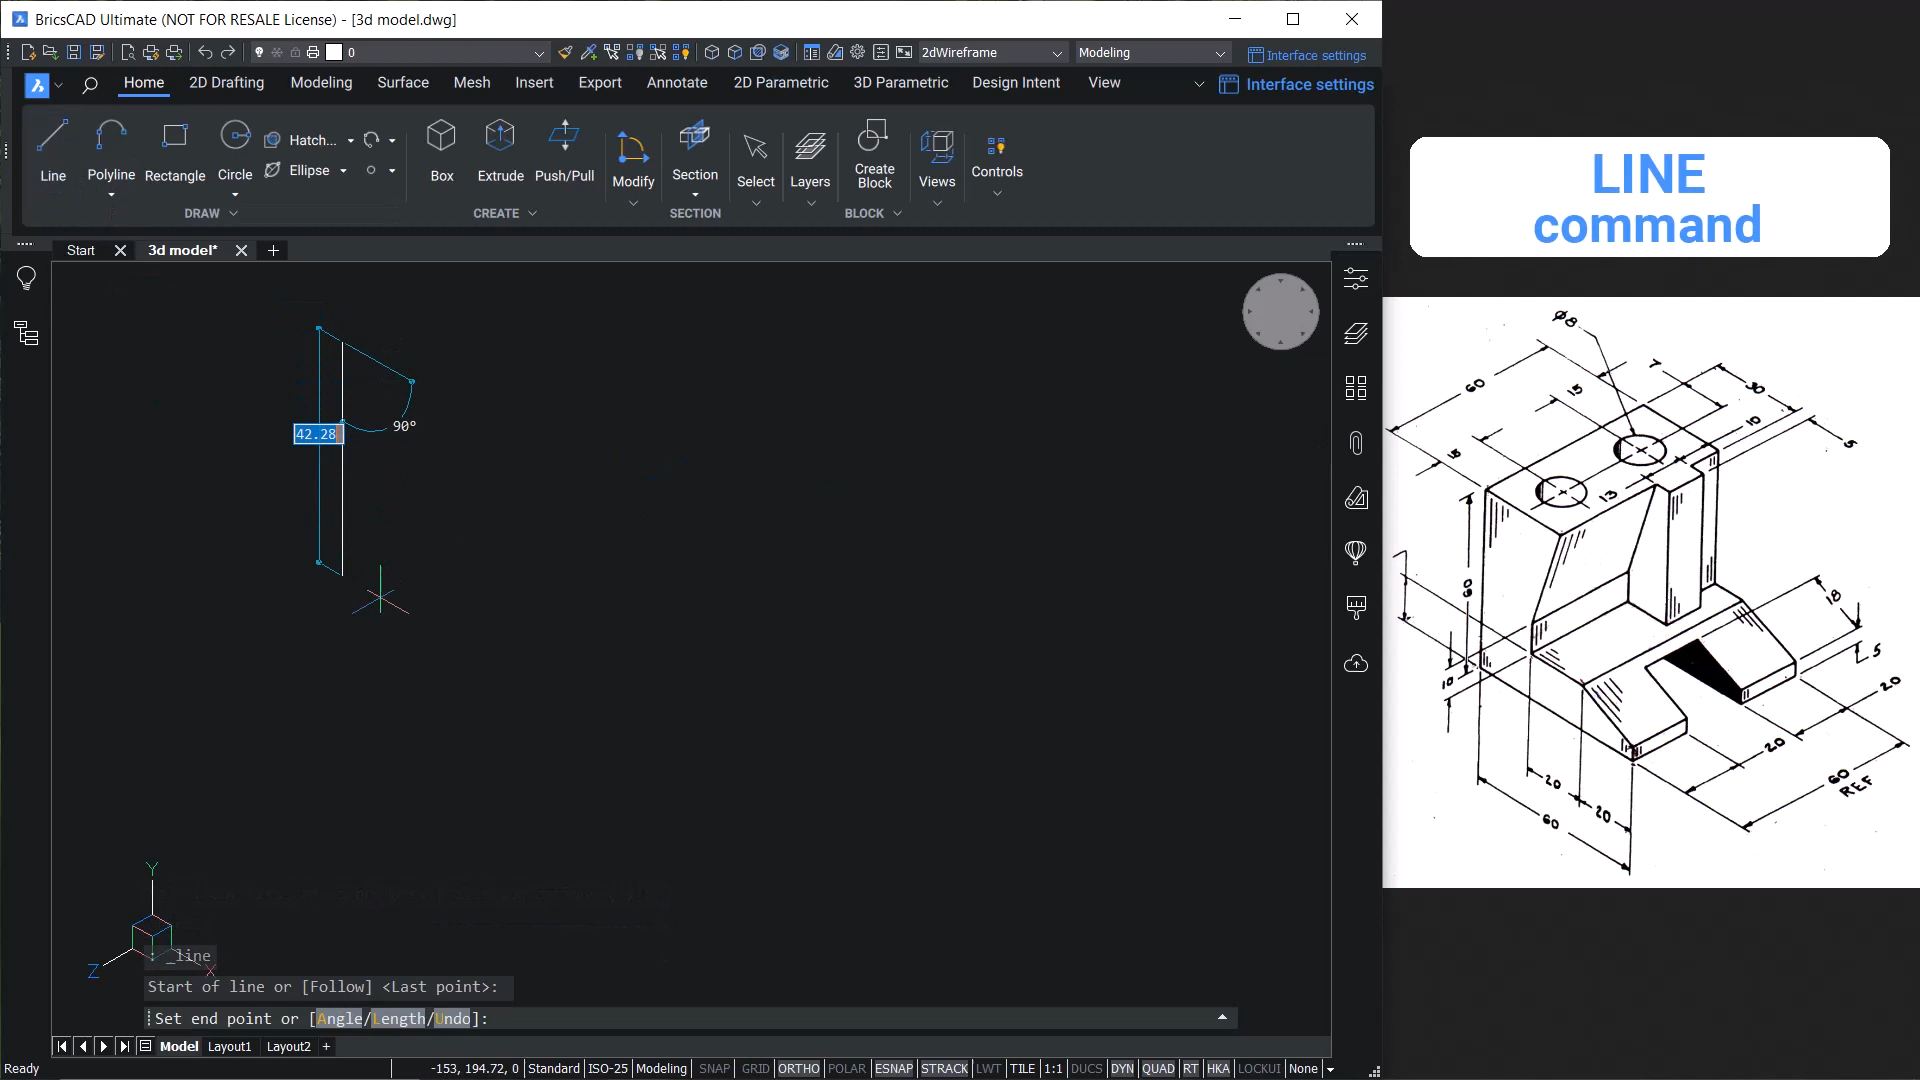 BricsCAD Ultimate (NOT FOR RESALE License) - [3d model.dwg]
0
2dWireframe
Modeling
Interface settings
Home
2D Drafting
Modeling
Surface
Mesh
Insert
Export
Annotate
2D Parametric
3D Parametric
Design Intent
View
Interface settings
Line
Polyline
Rectangle
Circle
Hatch...
Ellipse
Box
Extrude
Push/Pull
Modify
Section
Select
Layers
Create
Block
Views
Controls
DRAW
CREATE
SECTION
BLOCK
Start
3d model*
42.28
90°
Y
Z
X
: _line
Start of line or [Follow] <Last point>:
Set end point or [Angle/Length/Undo]:
Model
Layout1
Layout2
Ready
-153, 194.72, 0
Standard
ISO-25
Modeling
SNAP
GRID
ORTHO
POLAR
ESNAP
STRACK
LWT
TILE
1:1
DUCS
DYN
QUAD
RT
HKA
LOCKUI
None
LINE
command
ø8
60
15
7
30
10
5
15
13
60
18
5
10
20
20
20
20
60
60
REF